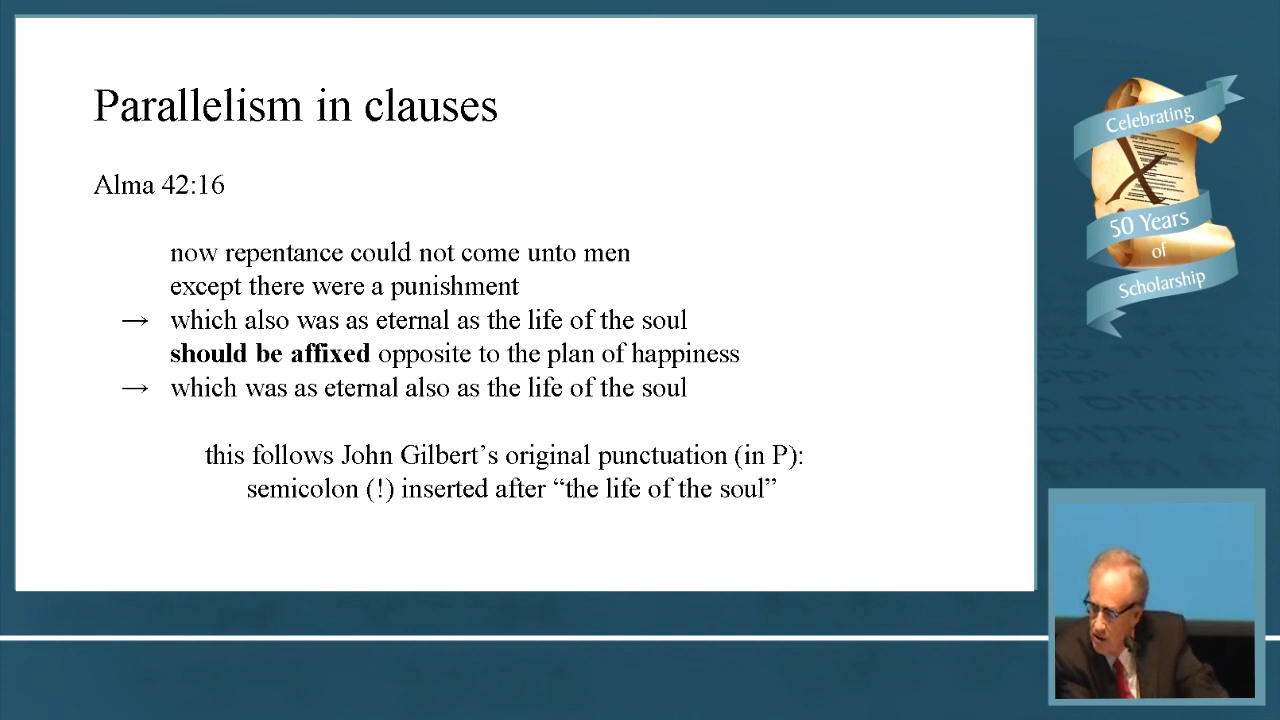 Parallelism in clauses
Alma 42:16
now repentance could not come unto men
except there were a punishment
→ which also was as eternal as the life of the soul
should be affixed opposite to the plan of happiness
→ which was as eternal also as the life of the soul
this follows John Gilbert’s original punctuation (in P):
semicolon (!) inserted after “the life of the soul”
Celebrating
50 Years
of
Scholarship